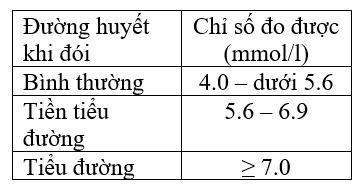 Đường huyết Chỉ số đo được
khi đói (mmol/l)
Bình thường 4.0 – dưới 5.6
Tiền tiểu 5.6 – 6.9
đường
Tiểu đường ≥ 7.0